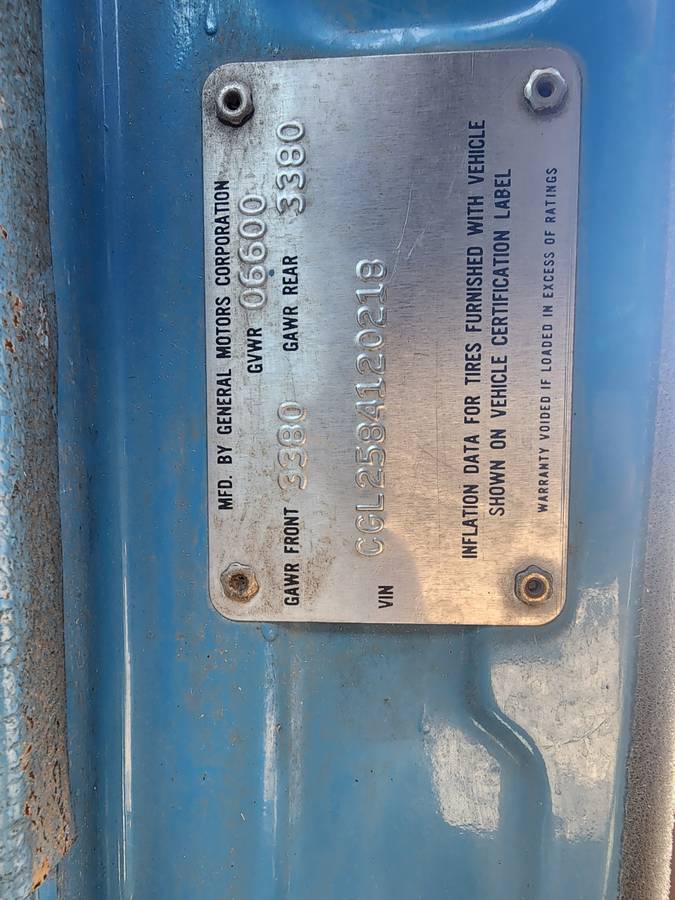 MFD. BY GENERAL MOTORS CORPORATION
GVWR 06600
GAWR FRONT 3380 GAWR REAR 3380
VIN CGL2584120218
INFLATION DATA FOR TIRES FURNISHED WITH VEHICLE
SHOWN ON VEHICLE CERTIFICATION LABEL
WARRANTY VOIDED IF LOADED IN EXCESS OF RATINGS